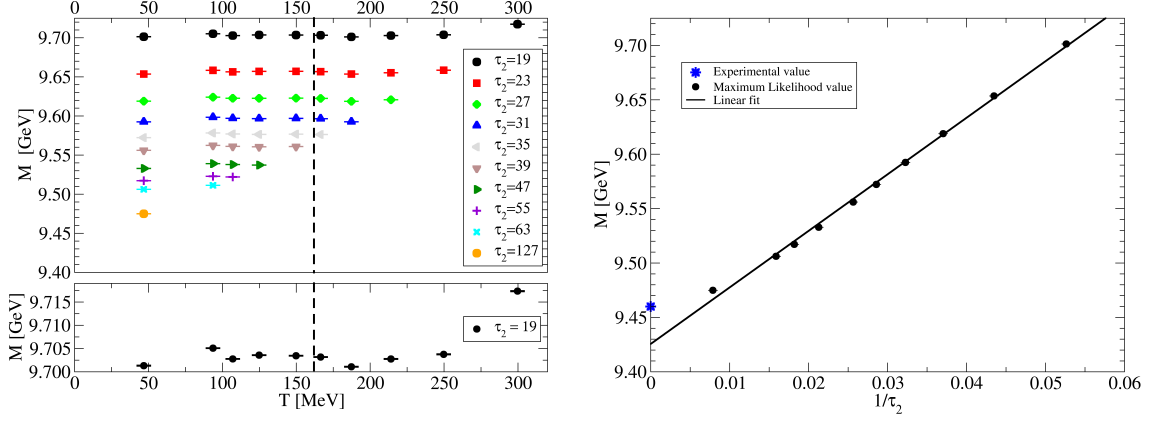 0 50 100 150 200 250 300
9.70
9.65
9.60
9.55
9.50
9.45
9.40
M [GeV]
τ2=19
τ2=23
τ2=27
τ2=31
τ2=35
τ2=39
τ2=47
τ2=55
τ2=63
τ2=127
9.715
9.710
9.705
9.700
M [GeV]
τ2 = 19
0 50 100 150 200 250 300
T [MeV]
9.70
9.65
9.60
9.55
9.50
9.45
9.40
M [GeV]
Experimental value
Maximum Likelihood value
Linear fit
0 0.01 0.02 0.03 0.04 0.05 0.06
1/τ2